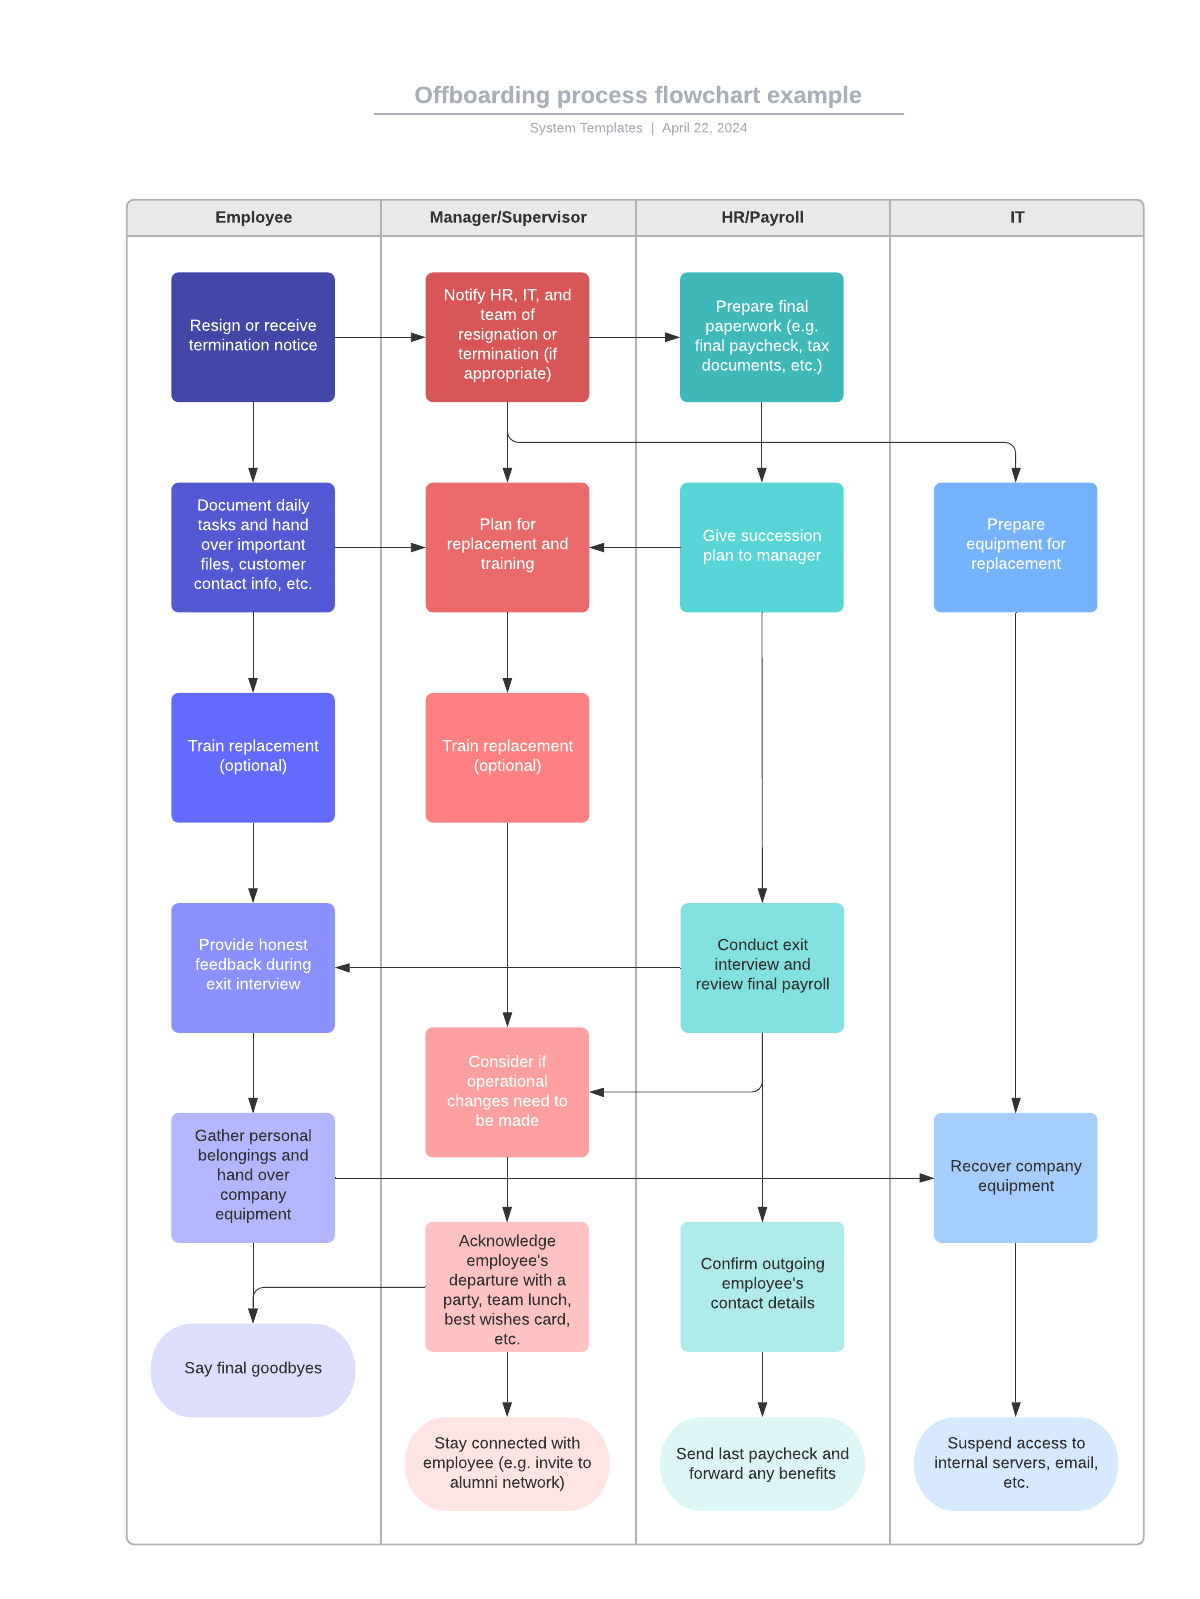 Offboarding process flowchart example
System Templates | April 22, 2024
Employee
Manager/Supervisor
HR/Payroll
IT
Resign or receive
termination notice
Notify HR, IT, and
team of
resignation or
termination (if
appropriate)
Prepare final
paperwork (e.g.
final paycheck, tax
documents, etc.)
Document daily
tasks and hand
over important
files, customer
contact info, etc.
Plan for
replacement and
training
Give succession
plan to manager
Prepare
equipment for
replacement
Train replacement
(optional)
Train replacement
(optional)
Provide honest
feedback during
exit interview
Conduct exit
interview and
review final payroll
Consider if
operational
changes need to
be made
Gather personal
belongings and
hand over
company
equipment
Recover company
equipment
Acknowledge
employee's
departure with a
party, team lunch,
best wishes card,
etc.
Confirm outgoing
employee's
contact details
Say final goodbyes
Stay connected with
employee (e.g. invite to
alumni network)
Send last paycheck and
forward any benefits
Suspend access to
internal servers, email,
etc.